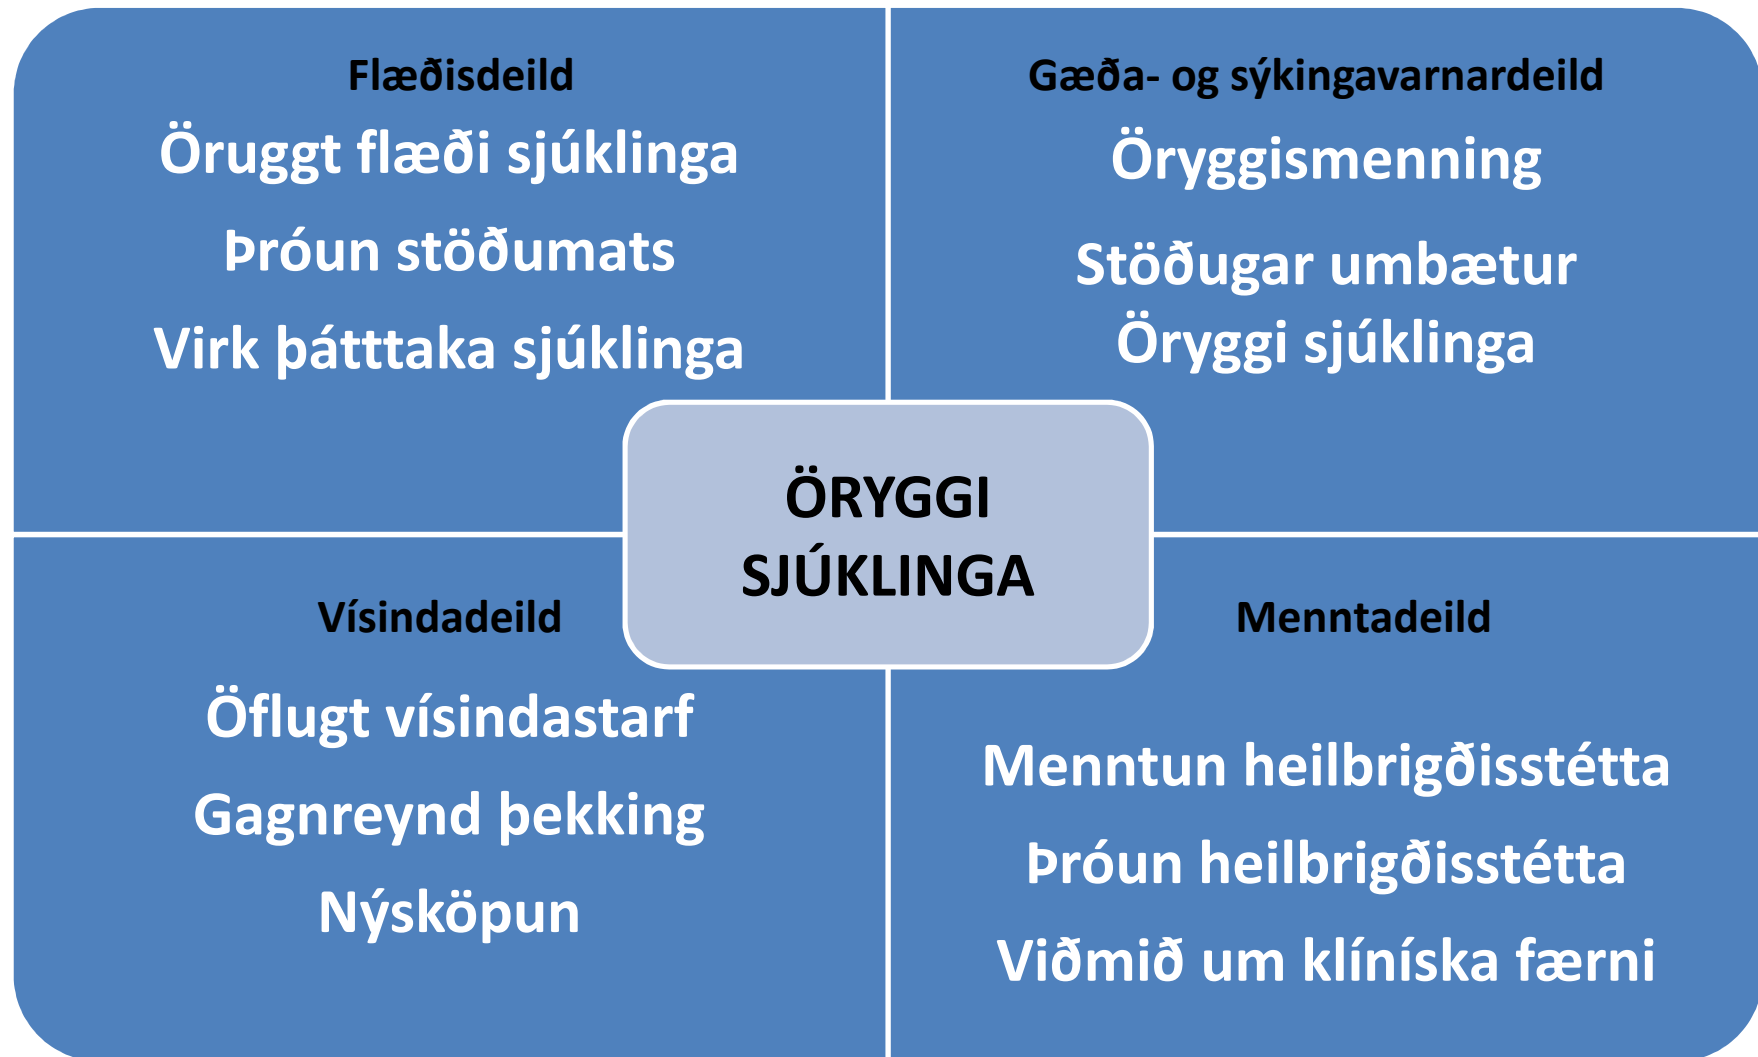 Flæðisdeild
Öruggt flæði sjúklinga
Þróun stöðumats
Virk þátttaka sjúklinga
Gæða- og sýkingavarnardeild
Öryggismenning
Stöðugar umbætur
Öryggi sjúklinga
ÖRYGGI
SJÚKLINGA
Vísindadeild
Öflugt vísindastarf
Gagnreynd þekking
Nýsköpun
Menntadeild
Menntun heilbrigðisstétta
Þróun heilbrigðisstétta
Viðmið um klíníska færni